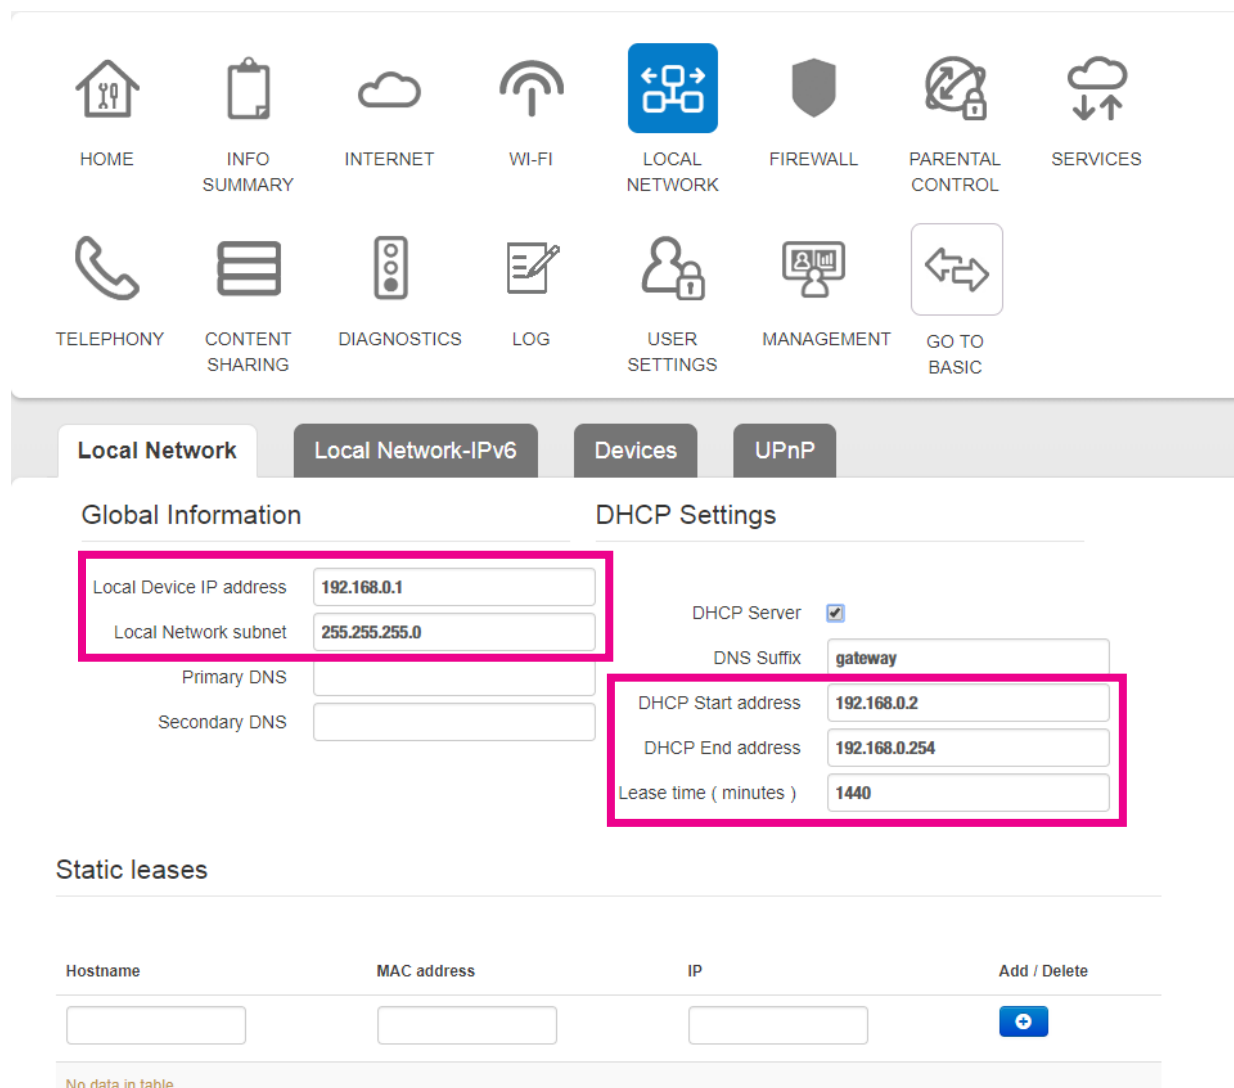 HOME
INFO
SUMMARY
INTERNET
WI-FI
LOCAL
NETWORK
FIREWALL
PARENTAL
CONTROL
SERVICES
TELEPHONY
CONTENT
SHARING
DIAGNOSTICS
LOG
USER
SETTINGS
MANAGEMENT
GO TO
BASIC
Local Network
Local Network-IPv6
Devices
UPnP
Global Information
Local Device IP address 192.168.0.1
Local Network subnet 255.255.255.0
Primary DNS
Secondary DNS
DHCP Settings
DHCP Server
DNS Suffix gateway
DHCP Start address 192.168.0.2
DHCP End address 192.168.0.254
Lease time ( minutes ) 1440
Static leases
Hostname MAC address IP Add / Delete
No data in table